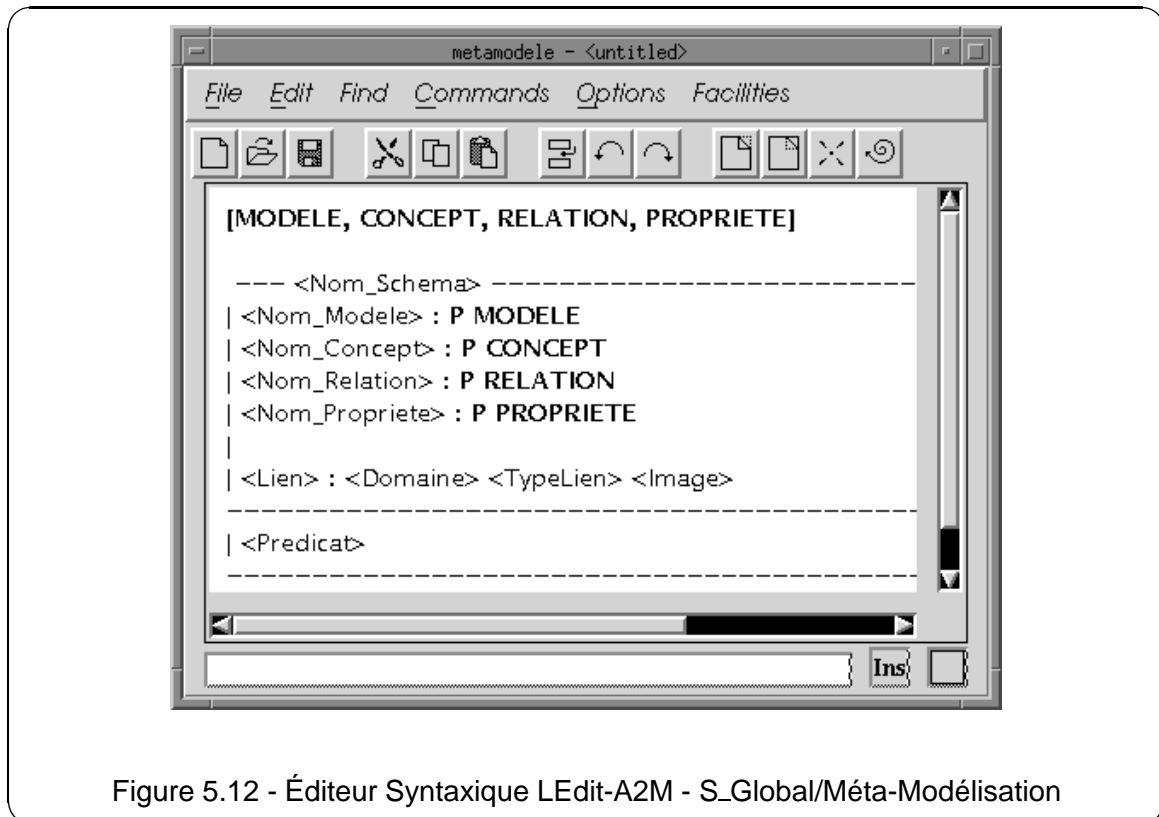 metamodele - <untitled>
File Edit Find Commands Options Facilities
[MODELE, CONCEPT, RELATION, PROPRIETE]
--- <Nom_Schema> -------------------------
| <Nom_Modele> : P MODELE
| <Nom_Concept> : P CONCEPT
| <Nom_Relation> : P RELATION
| <Nom_Propriete> : P PROPRIETE
|
| <Lien> : <Domaine> <TypeLien> <Image>
-----------------------------------------
| <Predicat>
-----------------------------------------
Ins
Figure 5.12 - Éditeur Syntaxique LEdit-A2M - S_Global/Méta-Modélisation